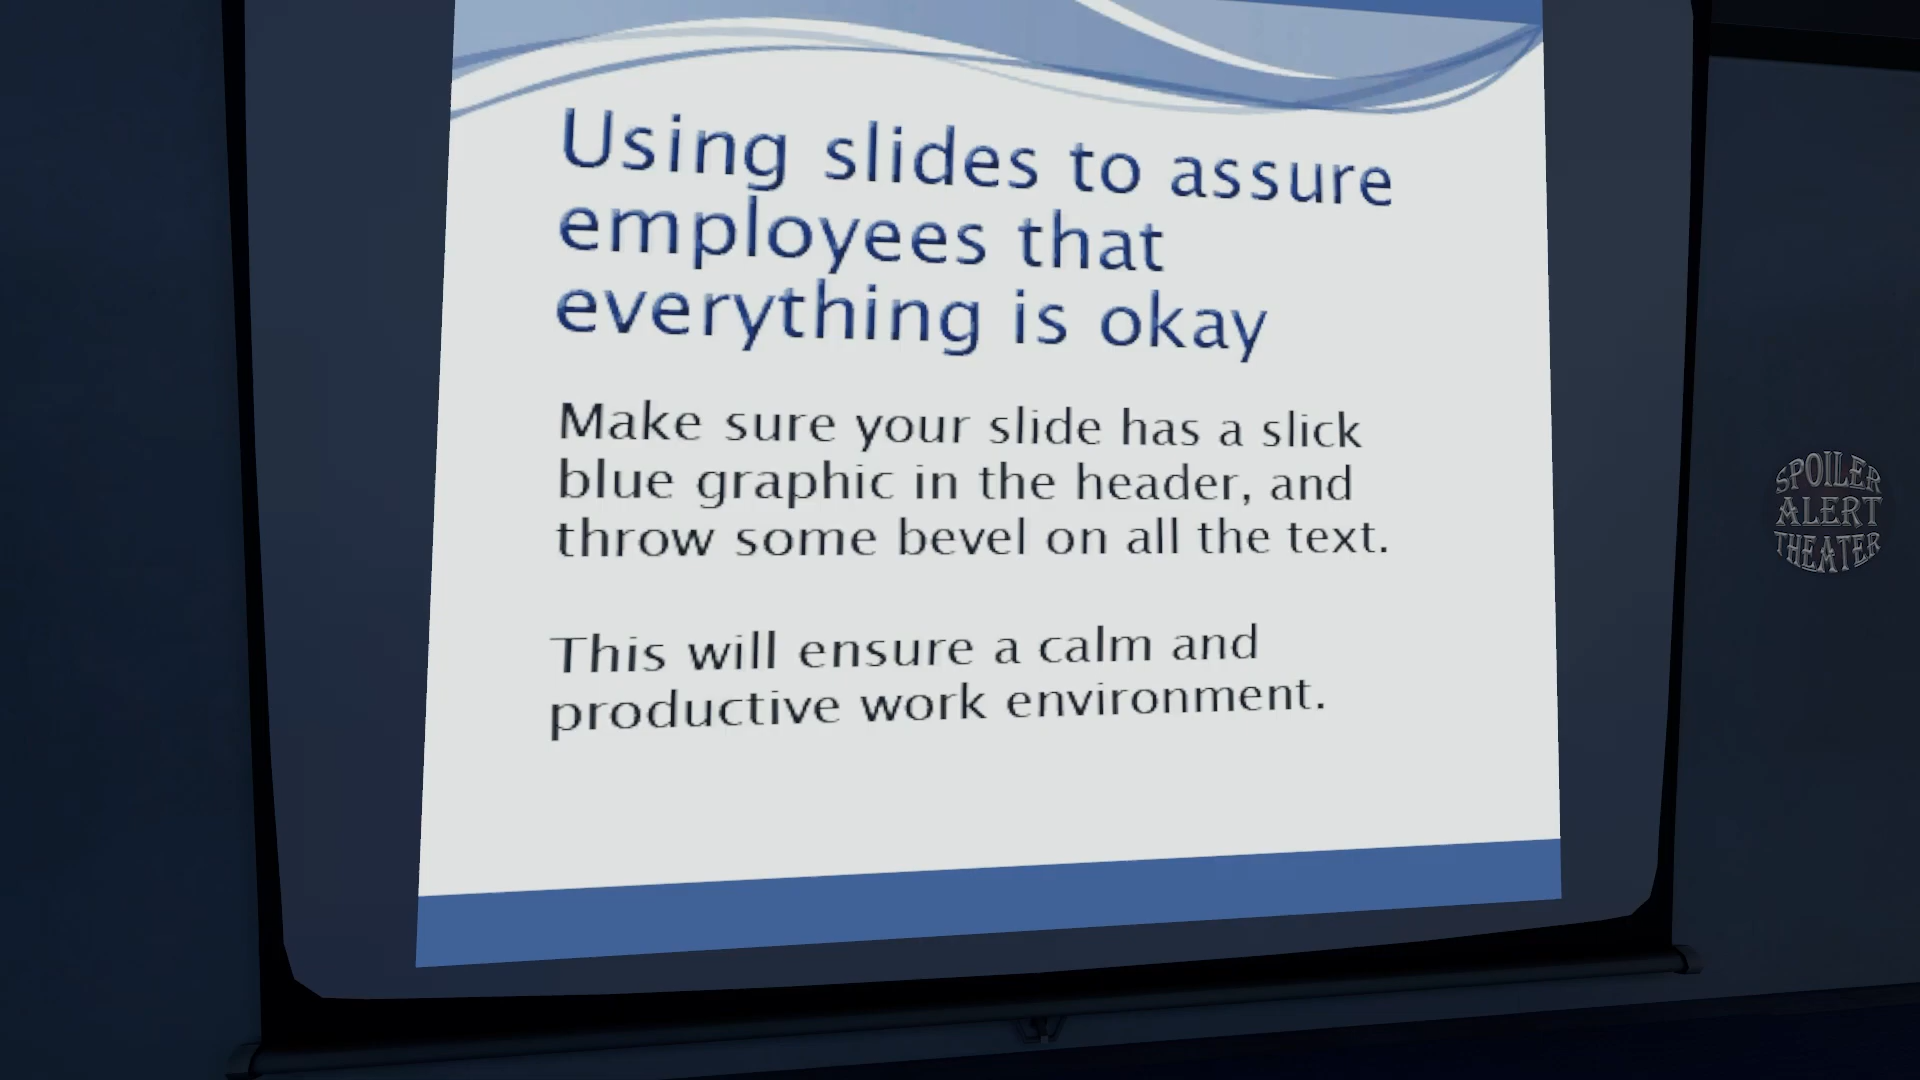 Using slides to assure
employees that
everything is okay
Make sure your slide has a slick
blue graphic in the header, and
throw some bevel on all the text.
This will ensure a calm and
productive work environment.
SPOILER
ALERT
THEATER